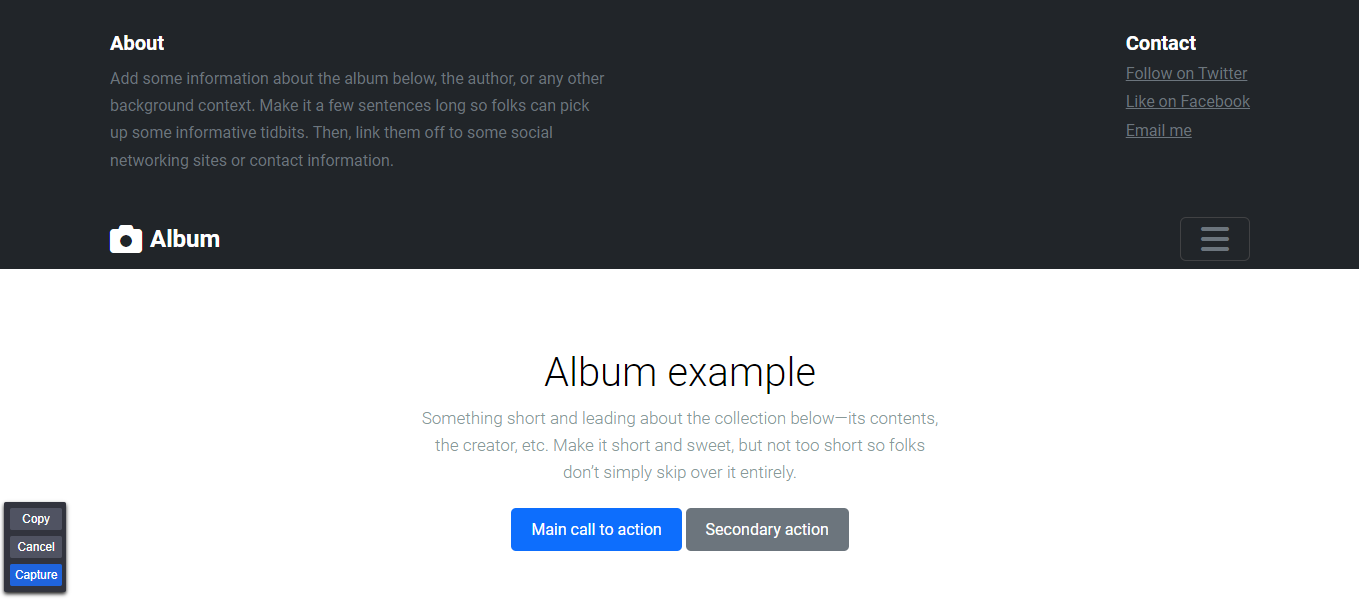 About
Add some information about the album below, the author, or any other
background context. Make it a few sentences long so folks can pick
up some informative tidbits. Then, link them off to some social
networking sites or contact information.
Contact
Follow on Twitter
Like on Facebook
Email me
Album
Album example
Something short and leading about the collection below—its contents,
the creator, etc. Make it short and sweet, but not too short so folks
don’t simply skip over it entirely.
Main call to action
Secondary action
Copy
Cancel
Capture